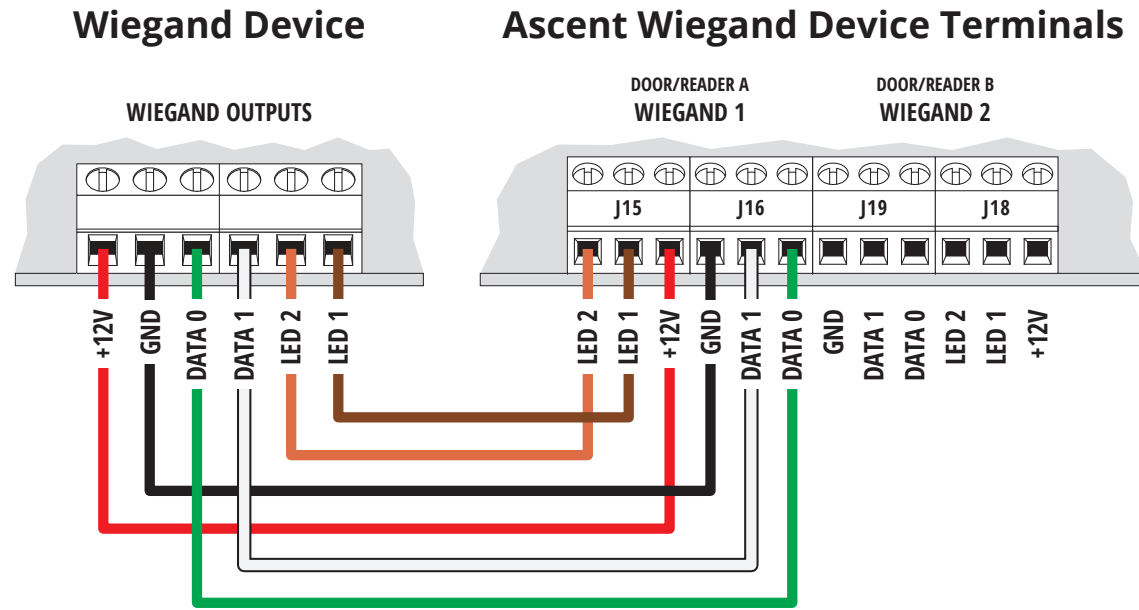 Wiegand Device
Ascent Wiegand Device Terminals
WIEGAND OUTPUTS
DOOR/READER A
WIEGAND 1
DOOR/READER B
WIEGAND 2
J15
J16
J19
J18
+12V
GND
DATA 0
DATA 1
LED 2
LED 1
LED 2
LED 1
+12V
GND
DATA 1
DATA 0
GND
DATA 1
DATA 0
LED 2
LED 1
+12V